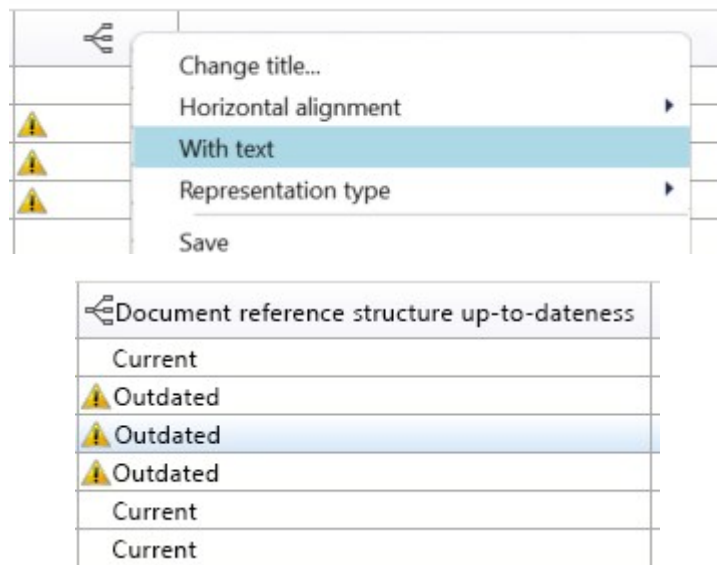 Change title...
Horizontal alignment
With text
Representation type
Save
Document reference structure up-to-dateness
Current
Outdated
Outdated
Outdated
Current
Current